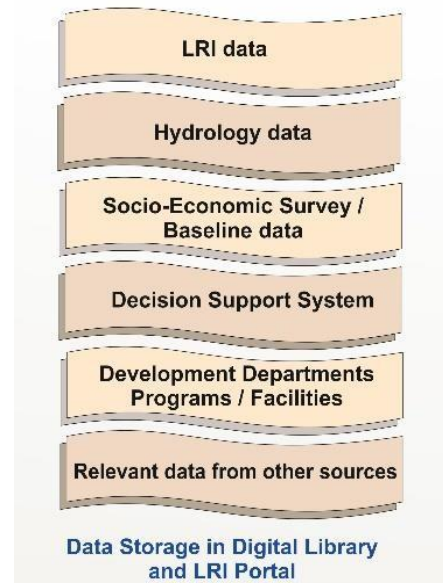 LRI data
Hydrology data
Socio-Economic Survey /
Baseline data
Decision Support System
Development Departments
Programs / Facilities
Relevant data from other sources
Data Storage in Digital Library
and LRI Portal